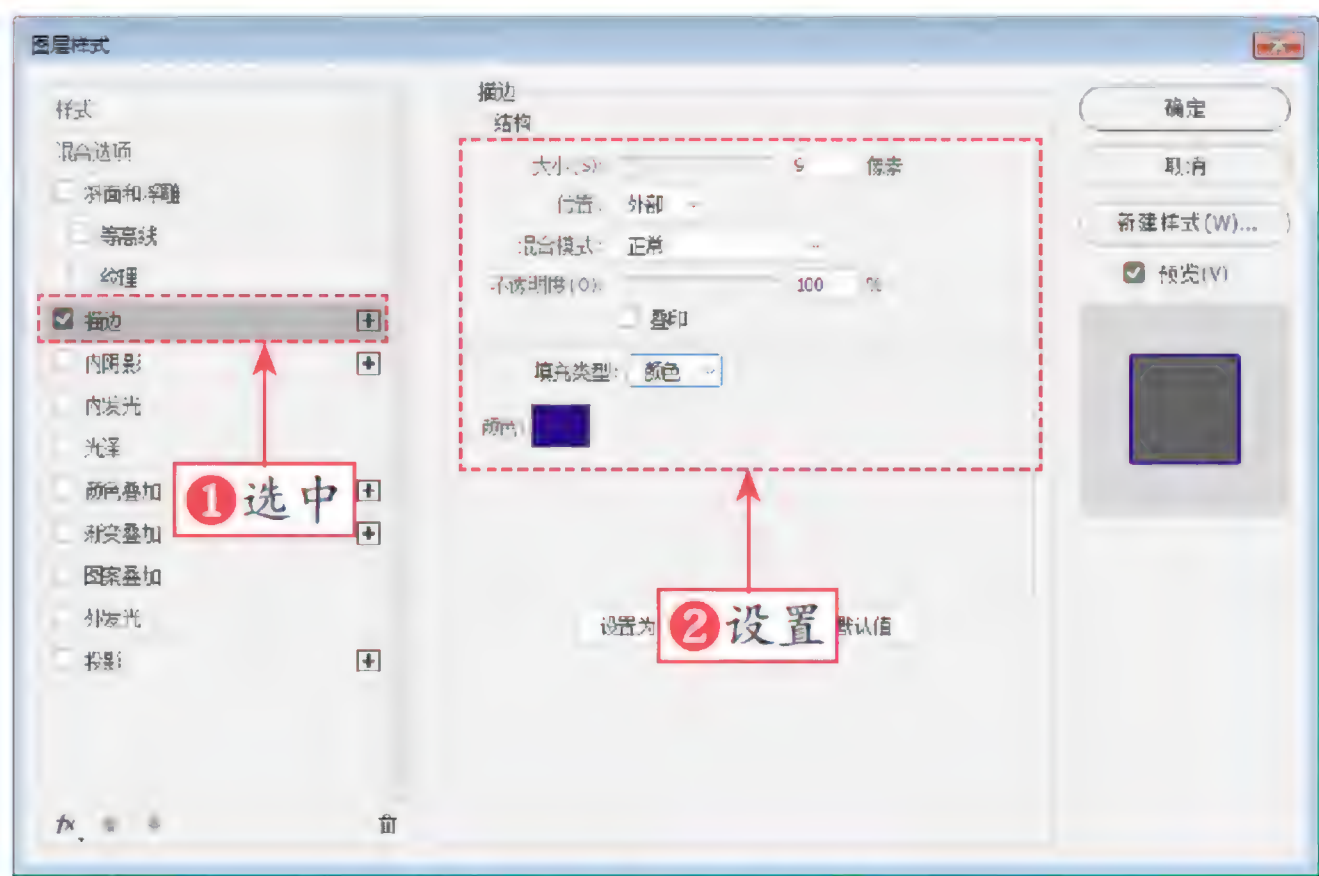 图层样式
样式
混合选项
斜面和浮雕
等高线
纹理
描边
内阴影
内发光
光泽
颜色叠加
渐变叠加
图案叠加
外发光
投影
fx
1 选中
描边
结构
大小(S): 9 像素
位置: 外部
混合模式: 正常
不透明度(O): 100 %
叠印
填充类型: 颜色
颜色:
设置为
2 设置
默认值
确定
取消
新建样式(W)...
预览(V)